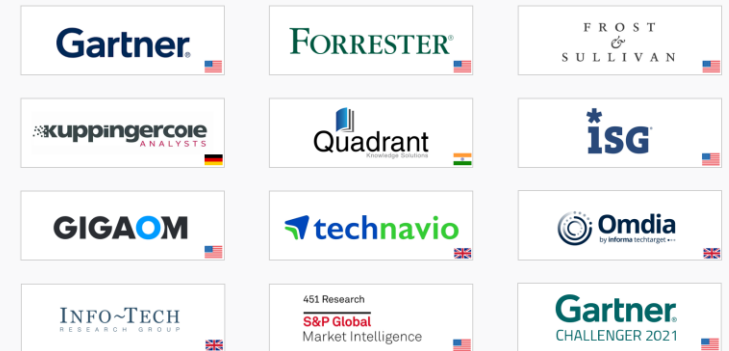 Gartner®
FORRESTER®
FROST
&
SULLIVAN
KUPPINGERCOLE
ANALYSTS
Quadrant
Knowledge Solutions
ISG
GIGAOM
technavio
Omdia
by informa techtarget
INFO~TECH
RESEARCH GROUP
451 Research
S&P Global
Market Intelligence
Gartner
CHALLENGER 2021